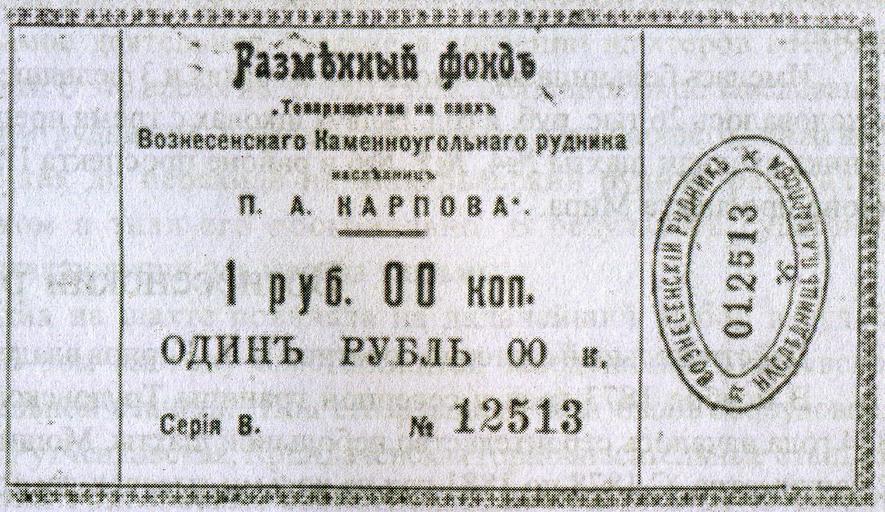 Размѣнный фондъ
„Товарищества на паяхъ
Вознесенскаго Каменноугольнаго рудника
наслѣдницъ
П. А. КАРПОВА“.
1 руб. 00 коп.
ОДИНЪ РУБЛЬ 00 к.
Серія В. № 12513
ВОЗНЕСЕНСКІЙ РУДНИКЪ
НАСЛѢДНИЦЪ П.А КАРПОВА
012513